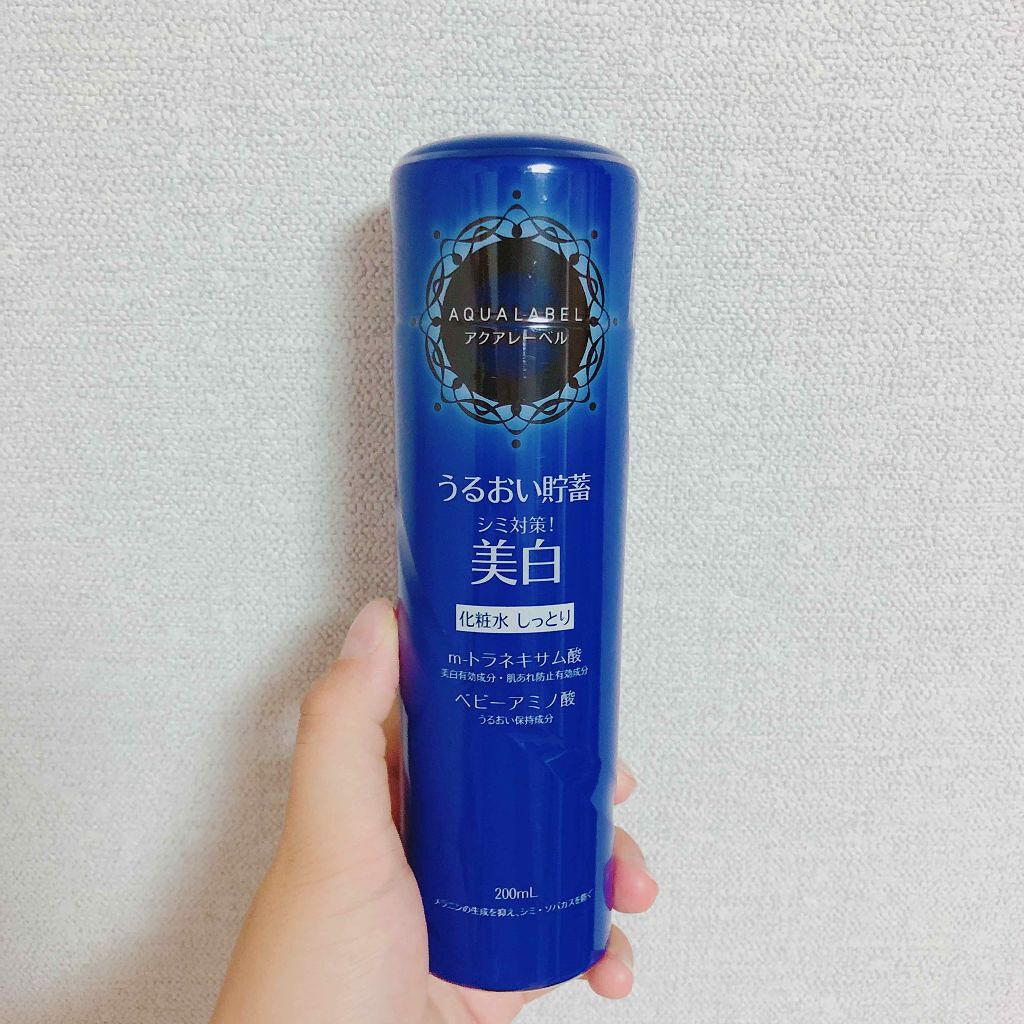 AQUALABEL
アクアレーベル
うるおい貯蓄
シミ対策!
美白
化粧水 しっとり
m-トラネキサム酸
美白有効成分・肌あれ防止有効成分
ベビーアミノ酸
うるおい保持成分
200mL
メラニンの生成を抑え、シミ・ソバカスを防ぐ